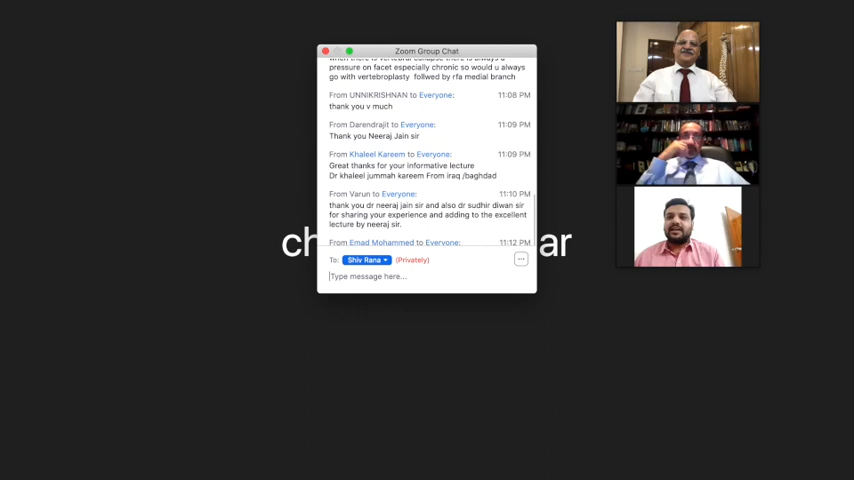 Zoom Group Chat
when there is vertebral collapse there is always a
pressure on facet especially chronic so would u always
go with vertebroplasty follwed by rfa medial branch
From UNNIKRISHNAN to Everyone: 11:08 PM
thank you v much
From Darendrajit to Everyone: 11:09 PM
Thank you Neeraj Jain sir
From Khaleel Kareem to Everyone: 11:09 PM
Great thanks for your informative lecture
Dr khaleel jummah kareem From iraq /baghdad
From Varun to Everyone: 11:10 PM
thank you dr neeraj jain sir and also dr sudhir diwan sir
for sharing your experience and adding to the excellent
lecture by neeraj sir.
From Emad Mohammed to Everyone: 11:12 PM
ch ar
To: Shiv Rana (Privately)
Type message here...